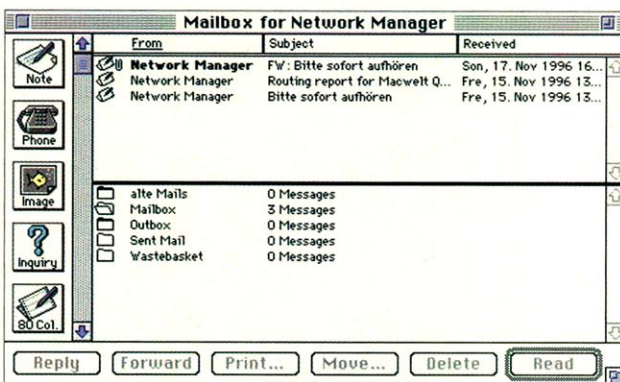 Mailbox for Network Manager
From Subject Received
Network Manager FW: Bitte sofort aufhören Son, 17. Nov 1996 16...
Network Manager Routing report for Macwelt Q... Fre, 15. Nov 1996 13...
Network Manager Bitte sofort aufhören Fre, 15. Nov 1996 13...
Note
Phone
Image
Inquiry
80 Col.
alte Mails 0 Messages
Mailbox 3 Messages
Outbox 0 Messages
Sent Mail 0 Messages
Wastebasket 0 Messages
Reply Forward Print... Move... Delete Read